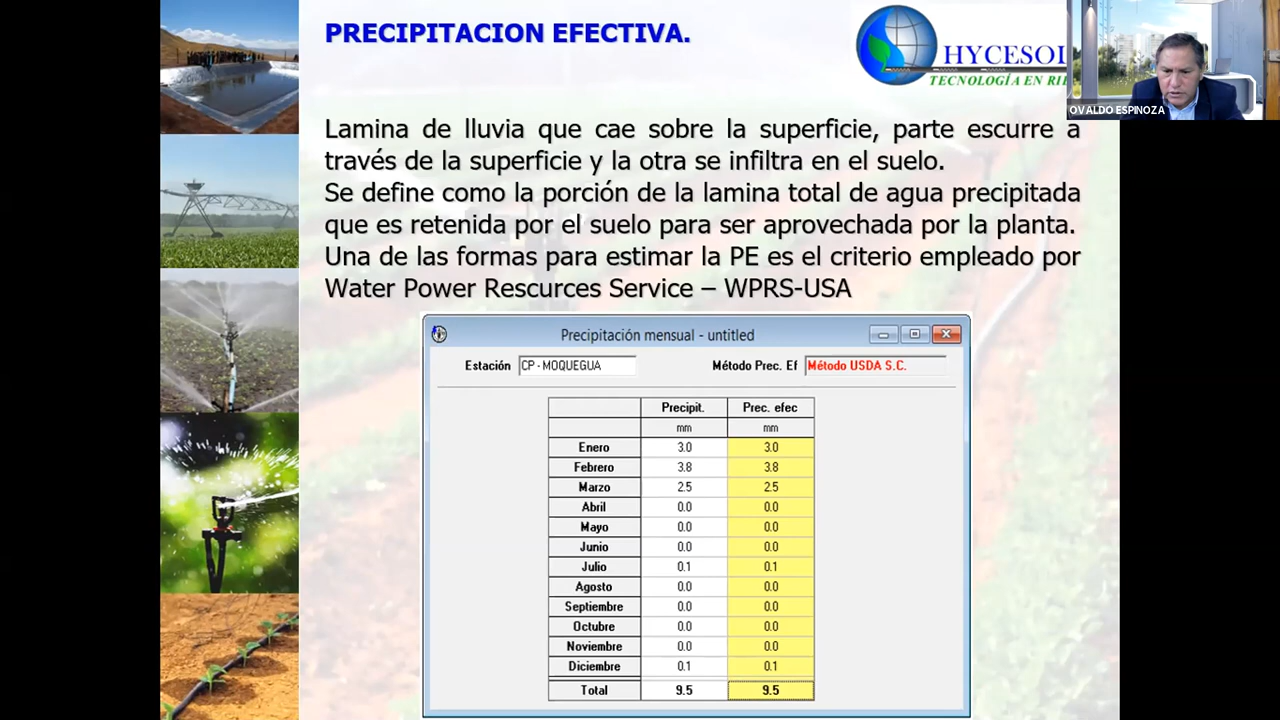 PRECIPITACION EFECTIVA.
HYCESOL
TECNOLOGÍA EN RIE
OVALDO ESPINOZA
Lamina de lluvia que cae sobre la superficie, parte escurre a
través de la superficie y la otra se infiltra en el suelo.
Se define como la porción de la lamina total de agua precipitada
que es retenida por el suelo para ser aprovechada por la planta.
Una de las formas para estimar la PE es el criterio empleado por
Water Power Rescurces Service – WPRS-USA
Precipitación mensual - untitled
Estación CP - MOQUEGUA Método Prec. Ef Método USDA S.C.
Precipit. Prec. efec
mm mm
Enero 3.0 3.0
Febrero 3.8 3.8
Marzo 2.5 2.5
Abril 0.0 0.0
Mayo 0.0 0.0
Junio 0.0 0.0
Julio 0.1 0.1
Agosto 0.0 0.0
Septiembre 0.0 0.0
Octubre 0.0 0.0
Noviembre 0.0 0.0
Diciembre 0.1 0.1
Total 9.5 9.5